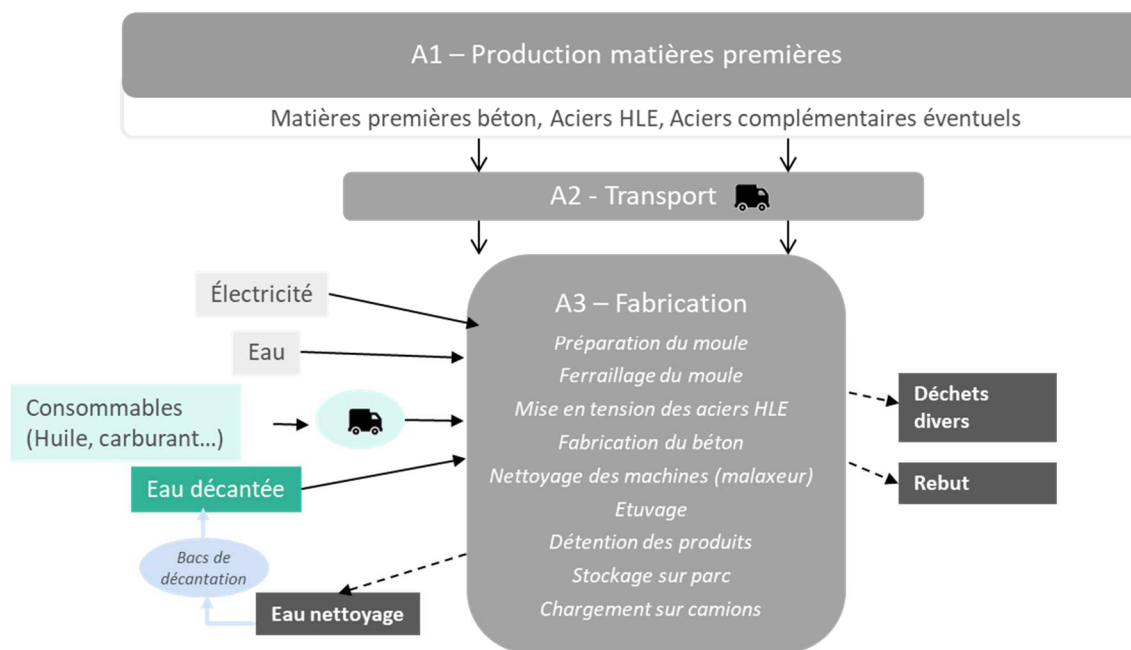 A1 – Production matières premières
Matières premières béton, Aciers HLE, Aciers complémentaires éventuels
A2 - Transport
Électricité
Eau
Consommables
(Huile, carburant...)
Eau décantée
Bacs de
décantation
Eau nettoyage
A3 – Fabrication
Préparation du moule
Ferraillage du moule
Mise en tension des aciers HLE
Fabrication du béton
Nettoyage des machines (malaxeur)
Etuvage
Détention des produits
Stockage sur parc
Chargement sur camions
Déchets
divers
Rebut